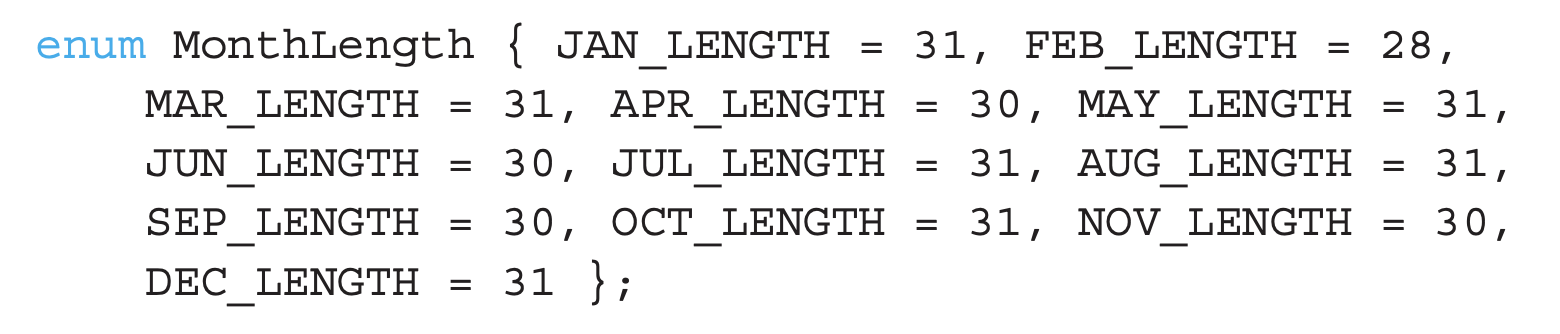 enum MonthLength { JAN_LENGTH = 31, FEB_LENGTH = 28,
MAR_LENGTH = 31, APR_LENGTH = 30, MAY_LENGTH = 31,
JUN_LENGTH = 30, JUL_LENGTH = 31, AUG_LENGTH = 31,
SEP_LENGTH = 30, OCT_LENGTH = 31, NOV_LENGTH = 30,
DEC_LENGTH = 31 };